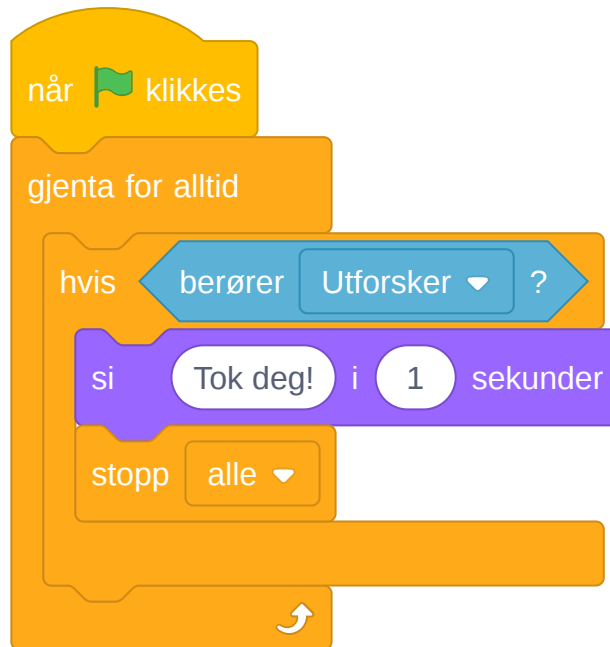 når klikkes
gjenta for alltid
hvis berører Utforsker ?
si Tok deg! i 1 sekunder
stopp alle